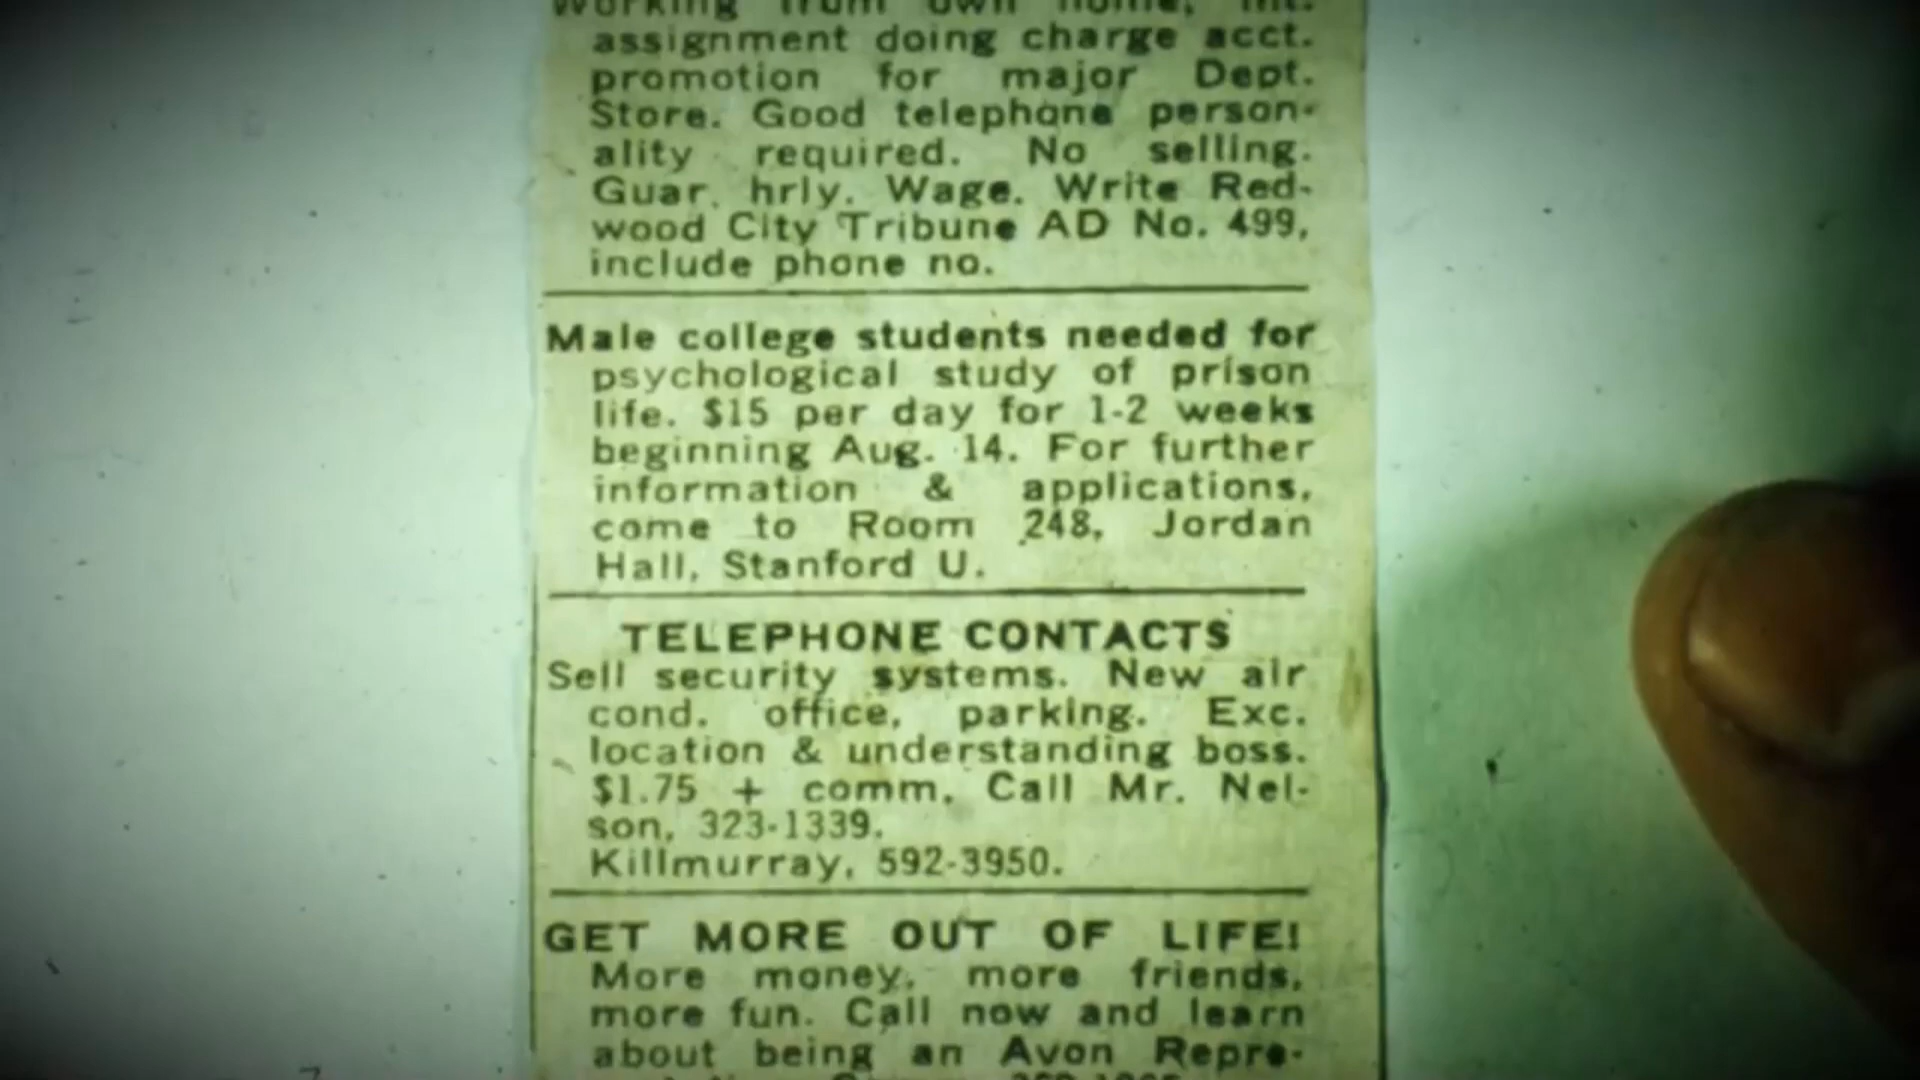 working from own home, int.
assignment doing charge acct.
promotion for major Dept.
Store. Good telephone person-
ality required. No selling.
Guar. hrly. Wage. Write Red-
wood City Tribune AD No. 499,
include phone no.
Male college students needed for
psychological study of prison
life. $15 per day for 1-2 weeks
beginning Aug. 14. For further
information & applications,
come to Room 248, Jordan
Hall, Stanford U.
TELEPHONE CONTACTS
Sell security systems. New air
cond. office, parking. Exc.
location & understanding boss.
$1.75 + comm. Call Mr. Nel-
son, 323-1339.
Killmurray, 592-3950.
GET MORE OUT OF LIFE!
More money, more friends,
more fun. Call now and learn
about being an Avon Repre-